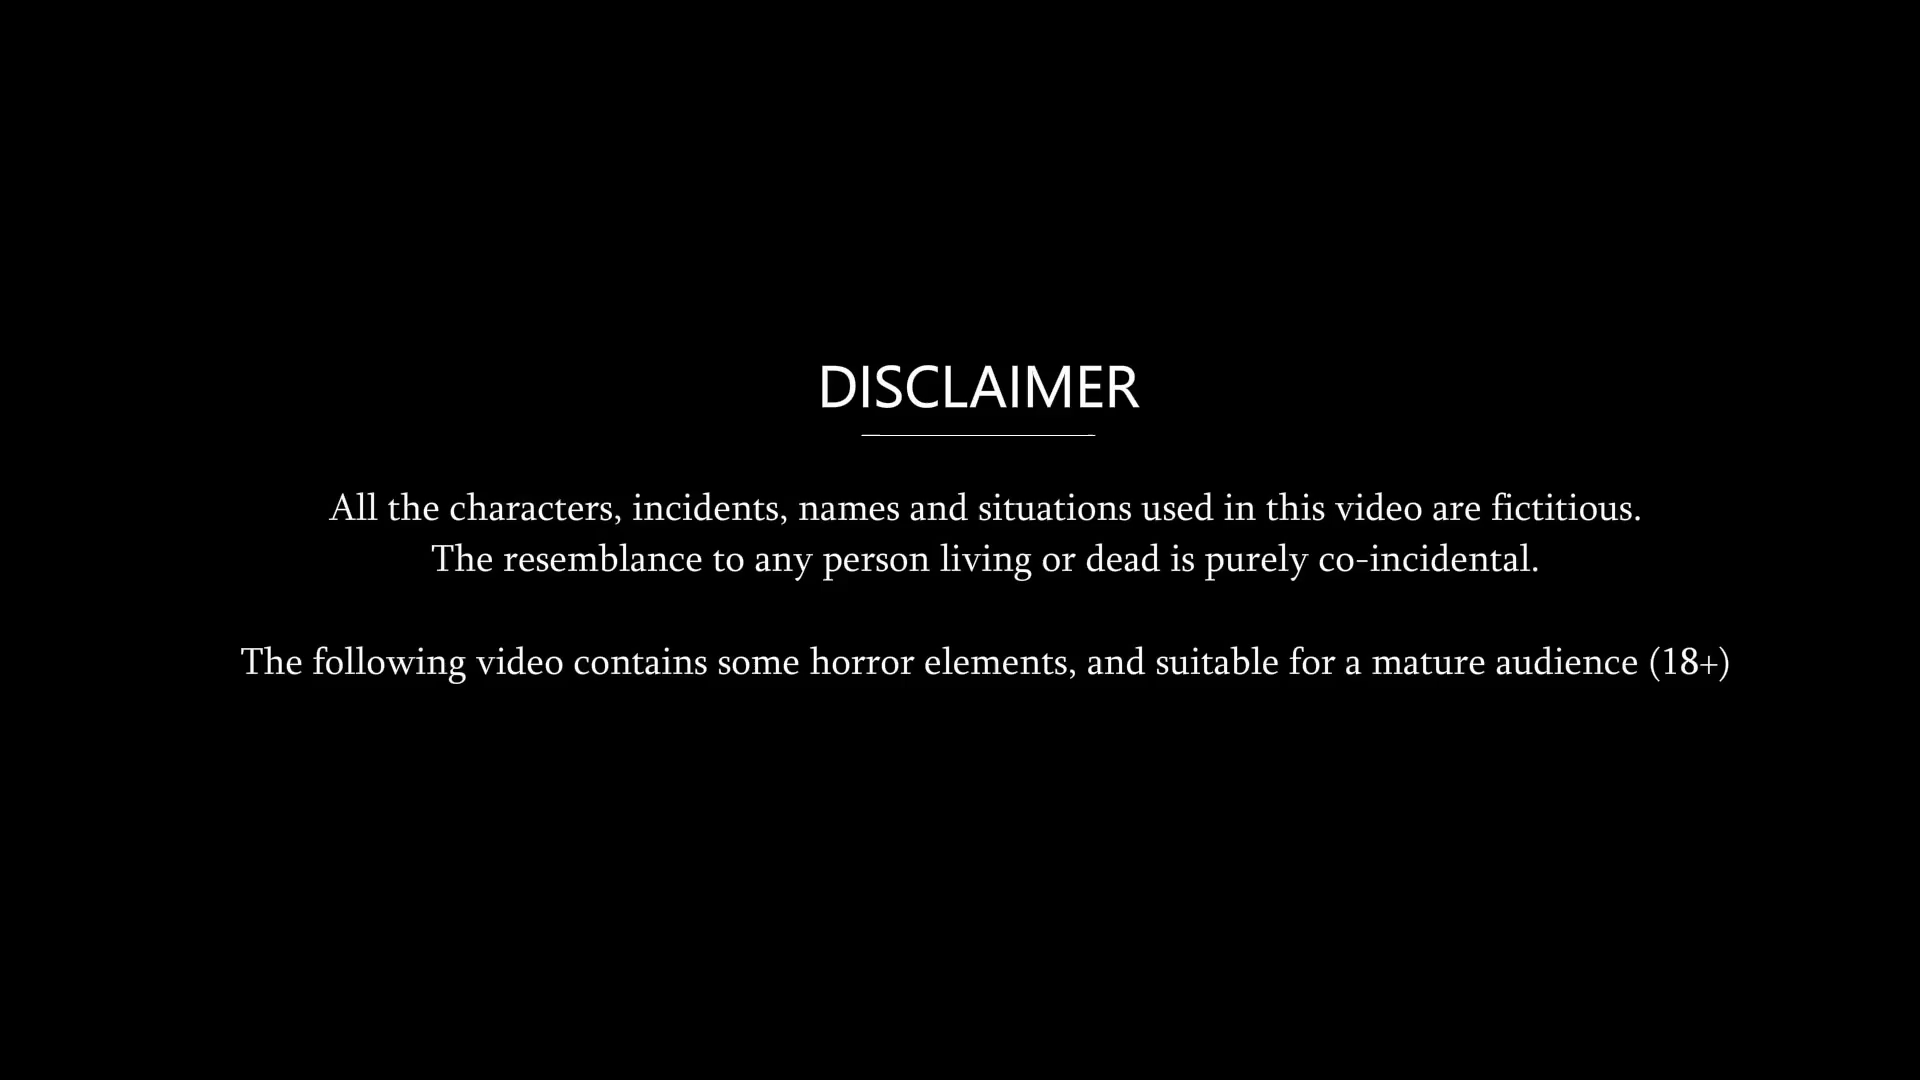 DISCLAIMER
All the characters, incidents, names and situations used in this video are fictitious.
The resemblance to any person living or dead is purely co-incidental.
The following video contains some horror elements, and suitable for a mature audience (18+)